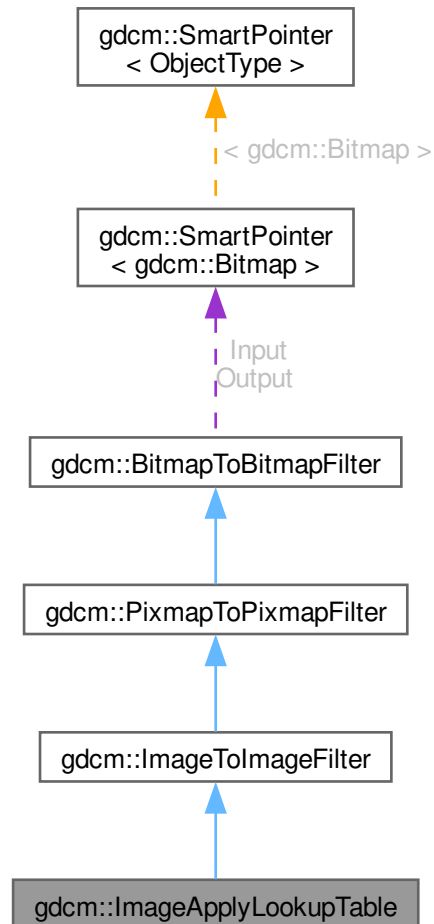 gdcm::SmartPointer
< ObjectType >
< gdcm::Bitmap >
gdcm::SmartPointer
< gdcm::Bitmap >
Input
Output
gdcm::BitmapToBitmapFilter
gdcm::PixmapToPixmapFilter
gdcm::ImageToImageFilter
gdcm::ImageApplyLookupTable